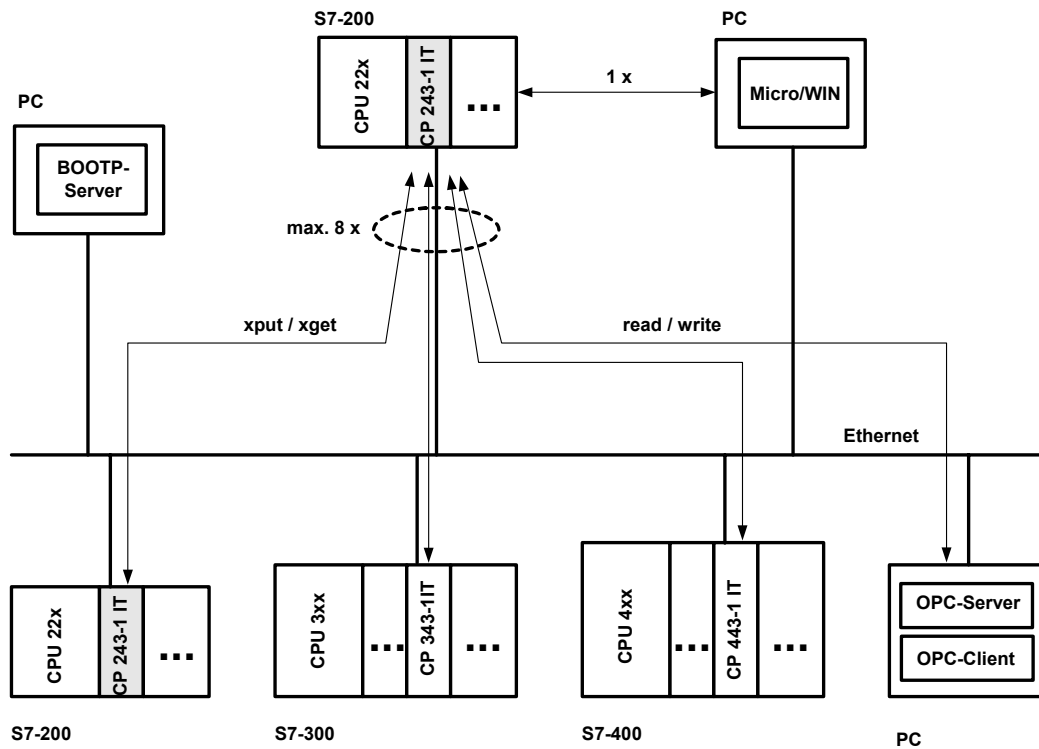 S7-200
PC
CPU 22x
CP 243-1 IT
...
1 x
Micro/WIN
PC
BOOTP-
Server
max. 8 x
xput / xget
read / write
Ethernet
CPU 22x
CP 243-1 IT
...
CPU 3xx
...
CP 343-1IT
...
CPU 4xx
...
CP 443-1 IT
...
OPC-Server
OPC-Client
S7-200
S7-300
S7-400
PC